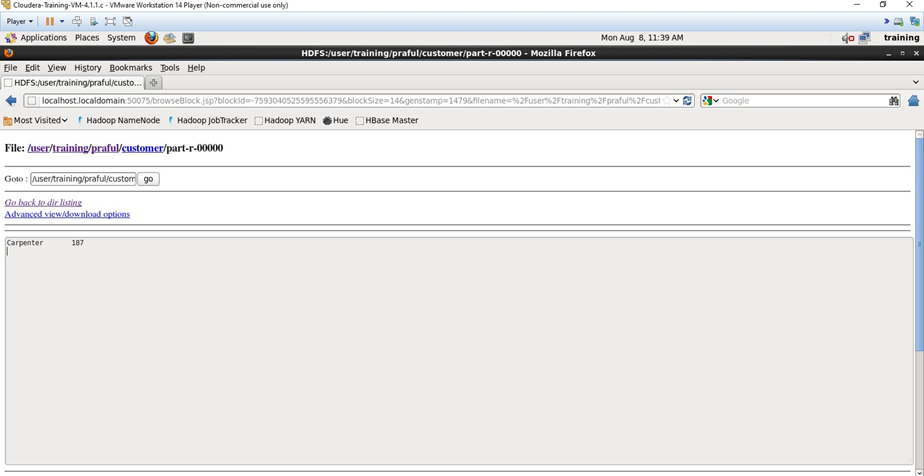 Cloudera-Training-VM-4.1.1.c - VMware Workstation 14 Player (Non-commercial use only)
Player
Applications Places System Mon Aug 8, 11:39 AM training
HDFS:/user/training/praful/customer/part-r-00000 - Mozilla Firefox
File Edit View History Bookmarks Tools Help
HDFS:/user/training/praful/custo...
localhost.localdomain:50075/browseBlock.jsp?blockId=-7593040525595556379&blockSize=14&genstamp=1479&filename=%2Fuser%2Ftraining%2Fpraful%2Fcust Google
Most Visited Hadoop NameNode Hadoop JobTracker Hadoop YARN Hue HBase Master
File: /user/training/praful/customer/part-r-00000
Goto : /user/training/praful/custom go
Go back to dir listing
Advanced view/download options
Carpenter 187